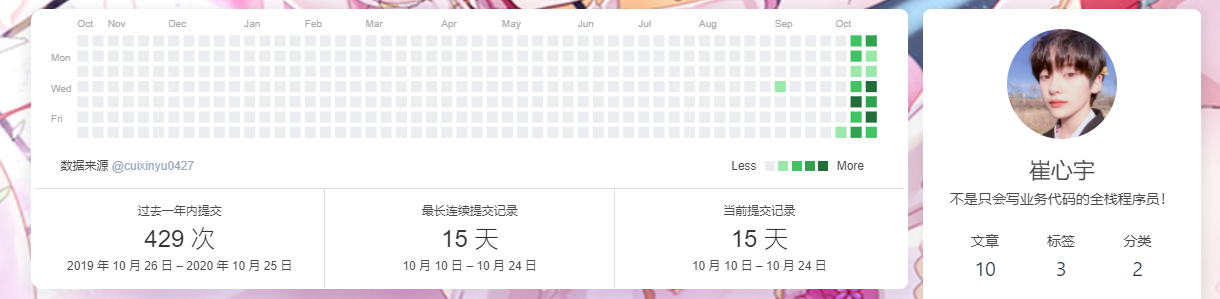 Oct Nov Dec Jan Feb Mar Apr May Jun Jul Aug Sep Oct
Mon
Wed
Fri
数据来源 @cuixinyu0427
Less More
过去一年内提交
429 次
2019 年 10 月 26 日 – 2020 年 10 月 25 日
最长连续提交记录
15 天
10 月 10 日 – 10 月 24 日
当前提交记录
15 天
10 月 10 日 – 10 月 24 日
崔心宇
不是只会写业务代码的全栈程序员！
文章 标签 分类
10 3 2